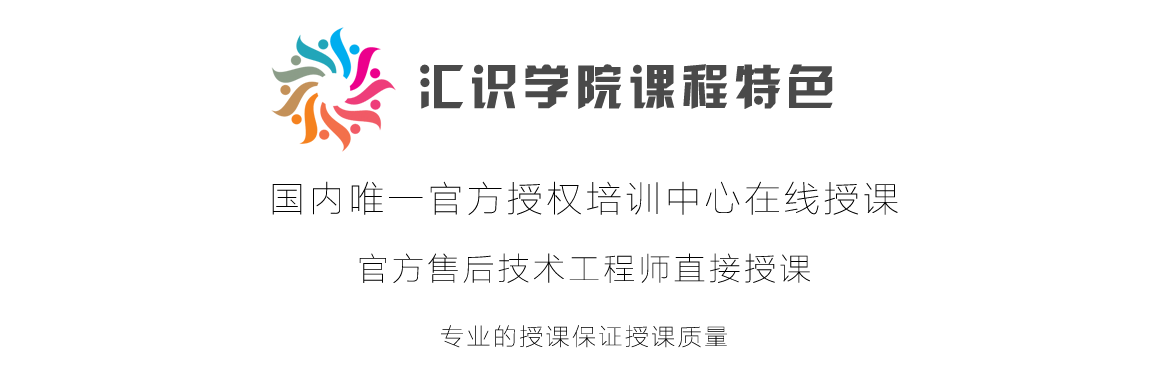 汇识学院课程特色
国内唯一官方授权培训中心在线授课
官方售后技术工程师直接授课
专业的授课保证授课质量